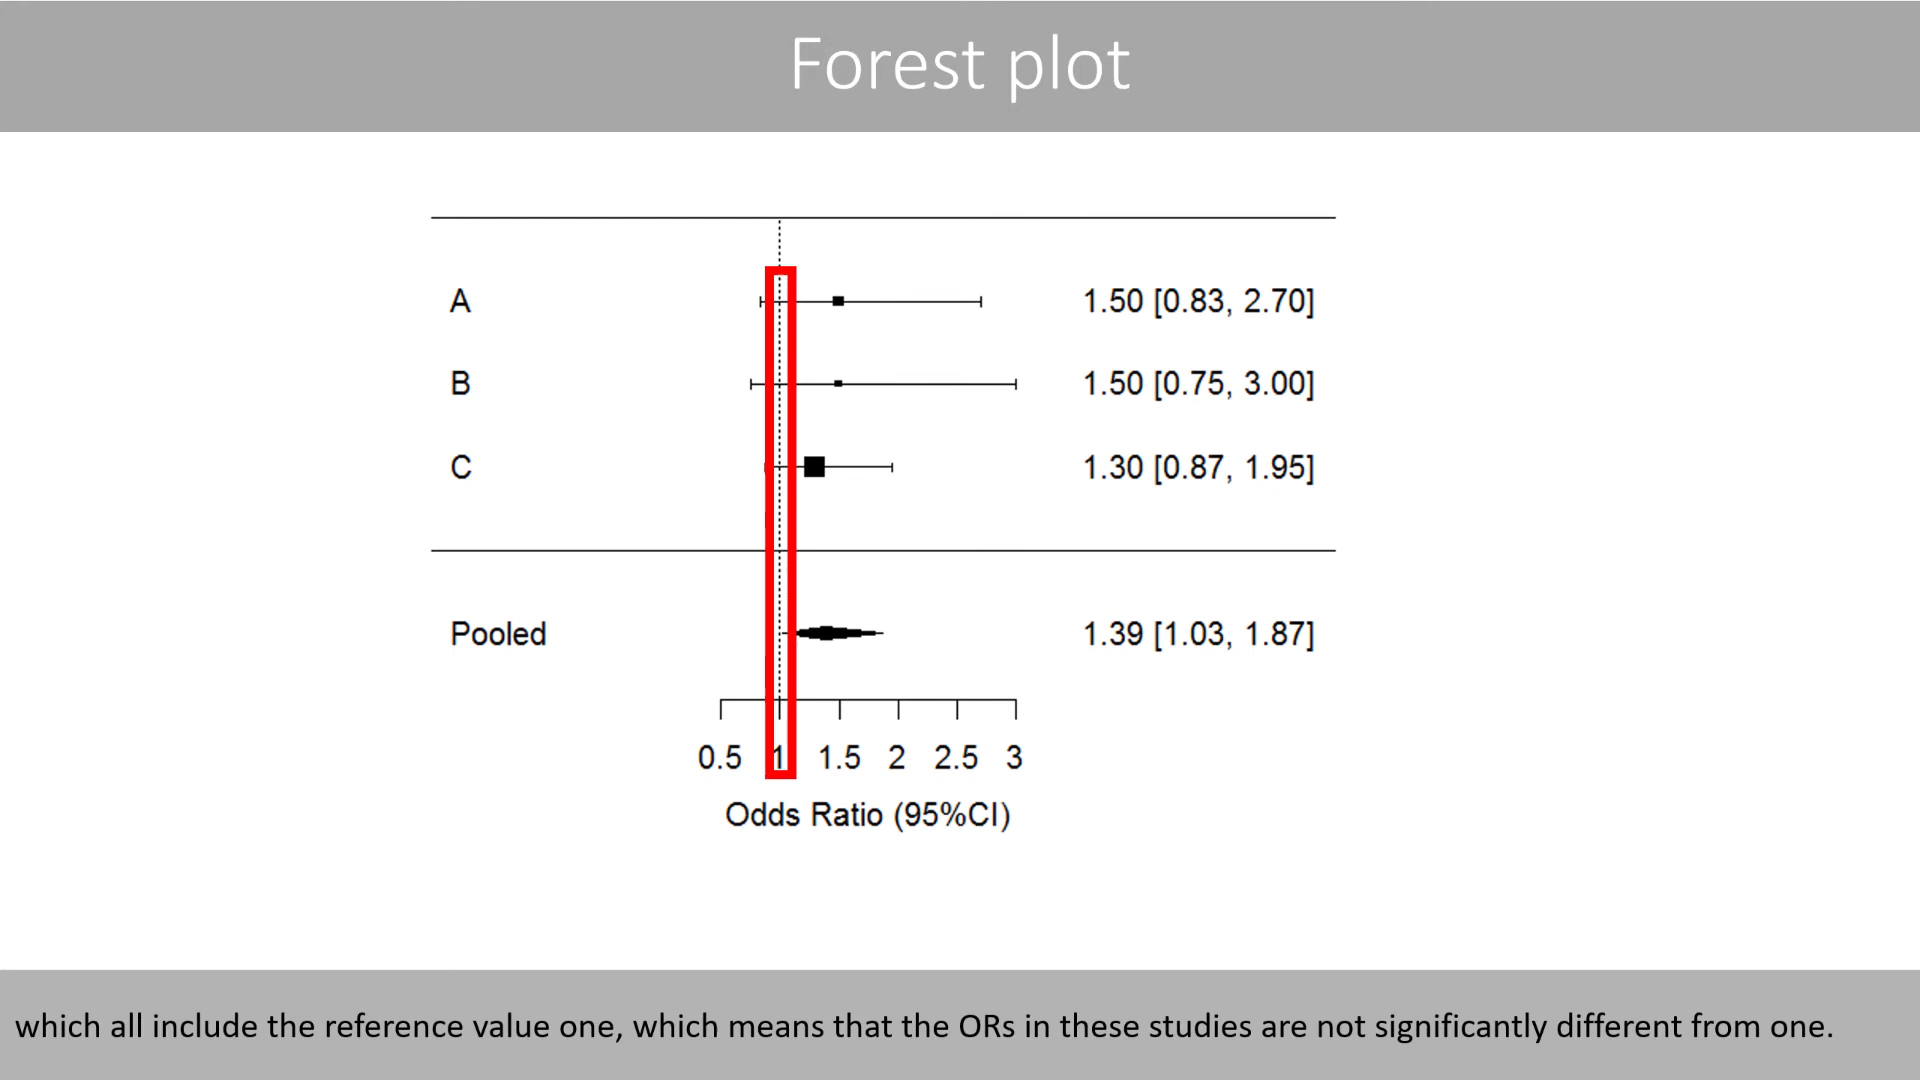 Forest plot
A 1.50 [0.83, 2.70]
B 1.50 [0.75, 3.00]
C 1.30 [0.87, 1.95]
Pooled 1.39 [1.03, 1.87]
0.5 1 1.5 2 2.5 3
Odds Ratio (95%CI)
which all include the reference value one, which means that the ORs in these studies are not significantly different from one.